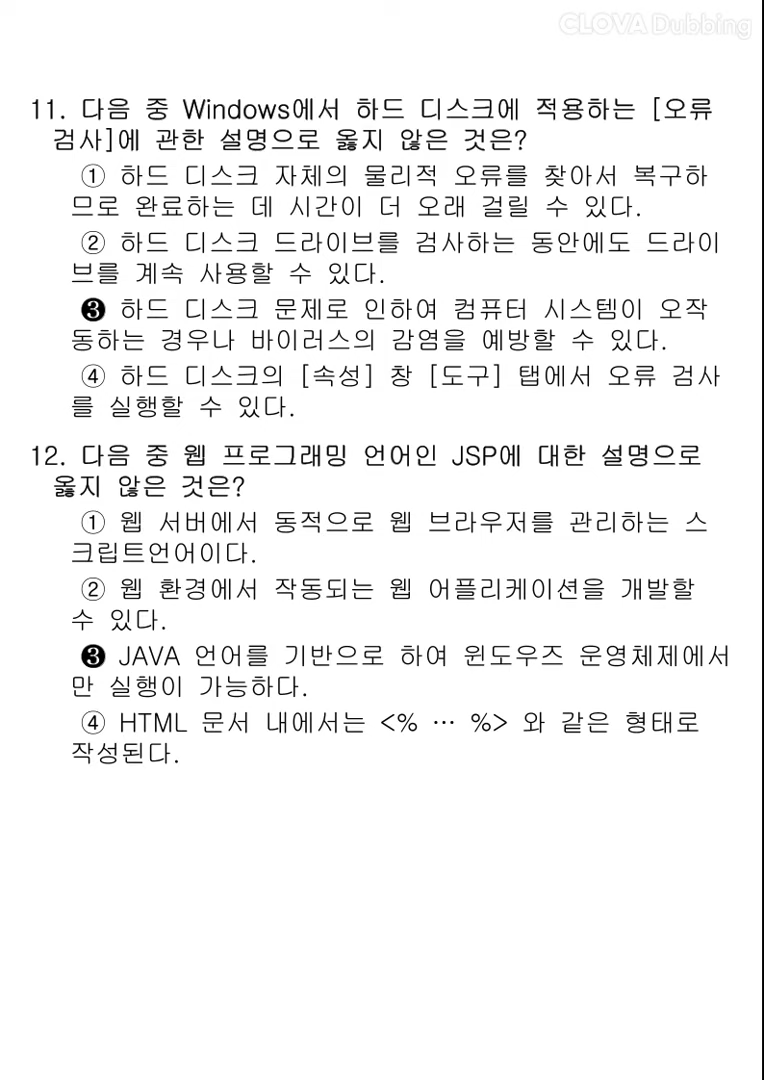 CLOVA Dubbing
11. 다음 중 Windows에서 하드 디스크에 적용하는 [오류
검사]에 관한 설명으로 옳지 않은 것은?
① 하드 디스크 자체의 물리적 오류를 찾아서 복구하
므로 완료하는 데 시간이 더 오래 걸릴 수 있다.
② 하드 디스크 드라이브를 검사하는 동안에도 드라이
브를 계속 사용할 수 있다.
❸ 하드 디스크 문제로 인하여 컴퓨터 시스템이 오작
동하는 경우나 바이러스의 감염을 예방할 수 있다.
④ 하드 디스크의 [속성] 창 [도구] 탭에서 오류 검사
를 실행할 수 있다.
12. 다음 중 웹 프로그래밍 언어인 JSP에 대한 설명으로
옳지 않은 것은?
① 웹 서버에서 동적으로 웹 브라우저를 관리하는 스
크립트언어이다.
② 웹 환경에서 작동되는 웹 어플리케이션을 개발할
수 있다.
❸ JAVA 언어를 기반으로 하여 윈도우즈 운영체제에서
만 실행이 가능하다.
④ HTML 문서 내에서는 <% … %> 와 같은 형태로
작성된다.